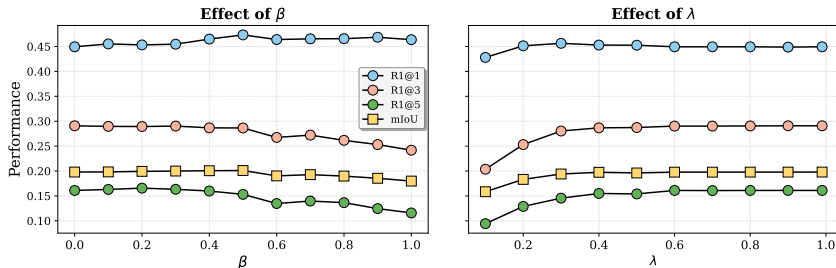 Effect of β
Performance
0.45
0.40
0.35
0.30
0.25
0.20
0.15
0.10
R1@1
R1@3
R1@5
mIoU
0.0 0.2 0.4 0.6 0.8 1.0
β
Effect of λ
0.2 0.4 0.6 0.8 1.0
λ